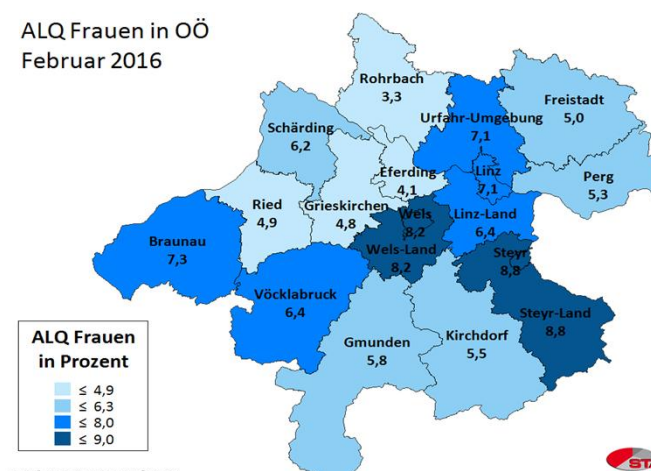 ALQ Frauen in OÖ
Februar 2016
Rohrbach
3,3
Urfahr-Umgebung
7,1
Freistadt
5,0
Schärding
6,2
Eferding
4,1
Linz
7,1
Perg
5,3
Ried
4,9
Grieskirchen
4,8
Wels
8,2
Linz-Land
6,4
Braunau
7,3
Wels-Land
8,2
Steyr
8,8
Vöcklabruck
6,4
Steyr-Land
8,8
Gmunden
5,8
Kirchdorf
5,5
ALQ Frauen
in Prozent
≤ 4,9
≤ 6,3
≤ 8,0
≤ 9,0